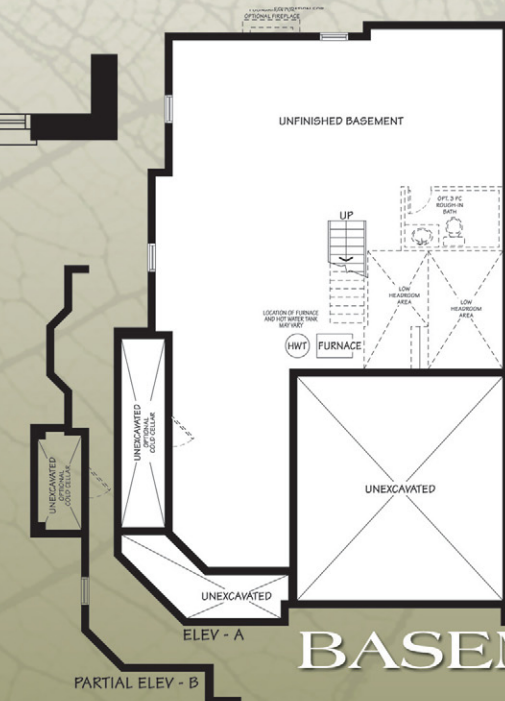 OPTIONAL FIREPLACE
UNFINISHED BASEMENT
OPT. 3 PC
ROUGH-IN
BATH
UP
LOW
HEADROOM
AREA
LOW
HEADROOM
AREA
LOCATION OF FURNACE
AND HOT WATER TANK
MAY VARY
HWT
FURNACE
UNEXCAVATED
OPTIONAL
COLD CELLAR
UNEXCAVATED
OPTIONAL
COLD CELLAR
UNEXCAVATED
UNEXCAVATED
ELEV - A
BASEM
PARTIAL ELEV - B